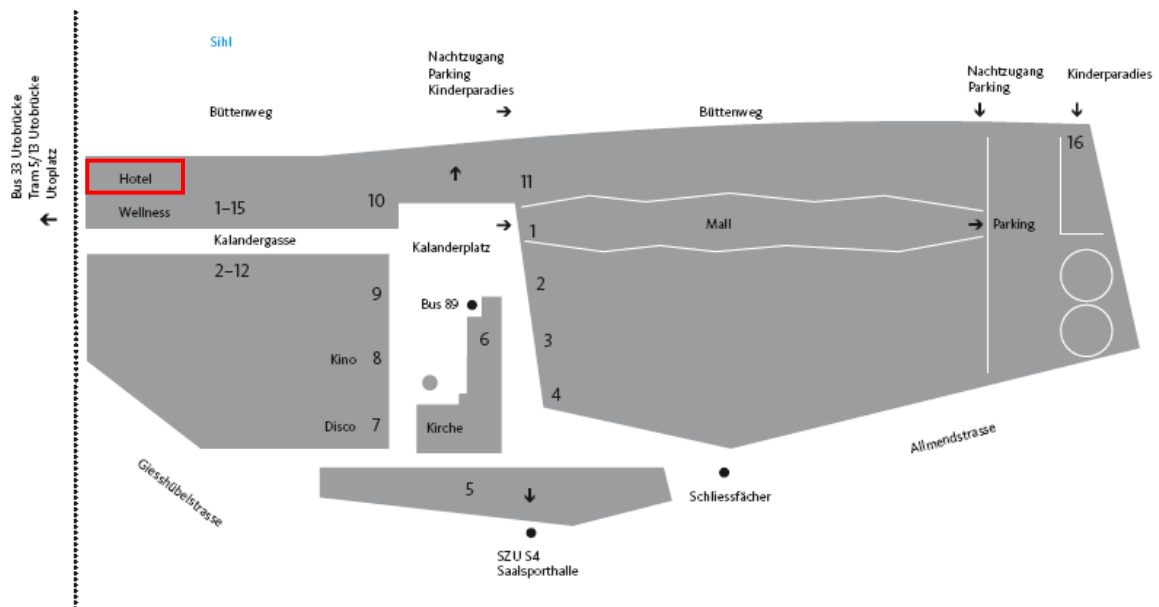 Sihl
Nachtzugang
Parking
Kinderparadies
Nachtzugang
Parking
Kinderparadies
Büttenweg
Büttenweg
Bus 33 Utobrücke
Tram 5/13 Utobrücke
Utoplatz
16
Hotel
11
Wellness
1–15
10
Mall
Parking
1
Kalandergasse
Kalanderplatz
2–12
2
9
Bus 89
6
3
Kino 8
4
Disco 7
Kirche
Allmendstrasse
Giesshübelstrasse
5
Schliessfächer
SZU S4
Saalsporthalle